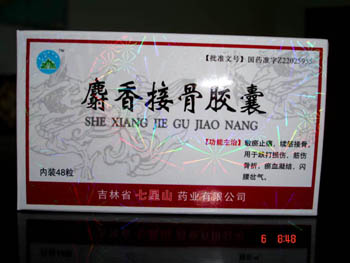 【批准文号】国药准字Z22025955
麝香接骨胶囊
SHE XIANG JIE GU JIAO NANG
【功能主治】散瘀止痛，续筋接骨。
用于跌打损伤，筋伤
骨折，瘀血凝结，闪
腰岔气。
内装48粒
吉林省七星山药业有限公司
6 8:48